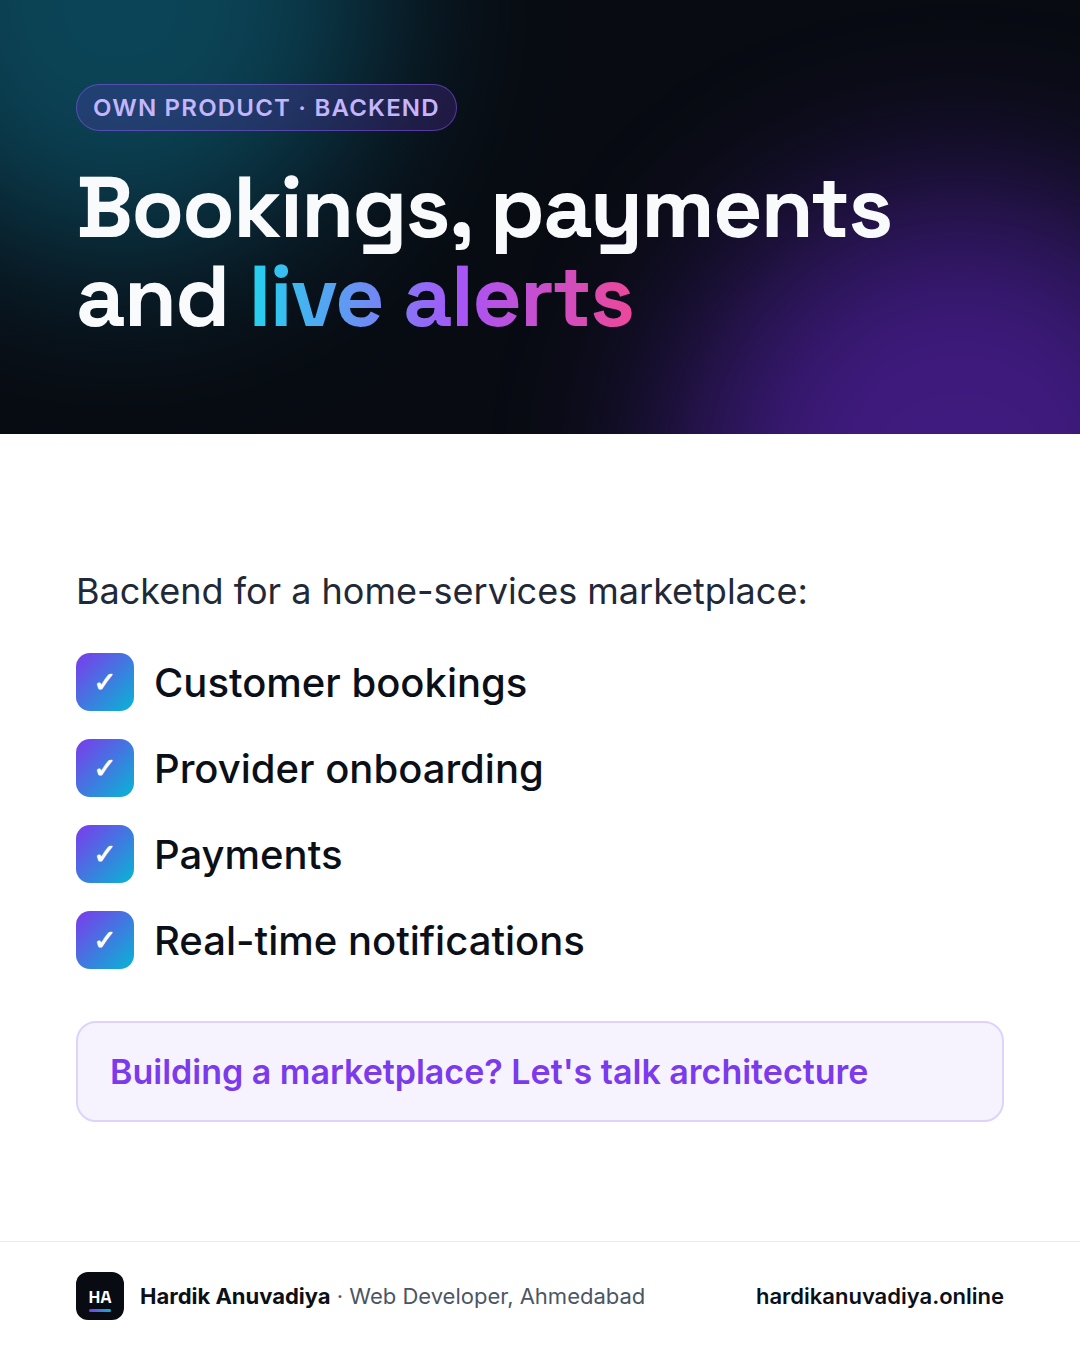 OWN PRODUCT · BACKEND
Bookings, payments
and live alerts
Backend for a home-services marketplace:
✓ Customer bookings
✓ Provider onboarding
✓ Payments
✓ Real-time notifications
Building a marketplace? Let's talk architecture
HA Hardik Anuvadiya · Web Developer, Ahmedabad hardikanuvadiya.online